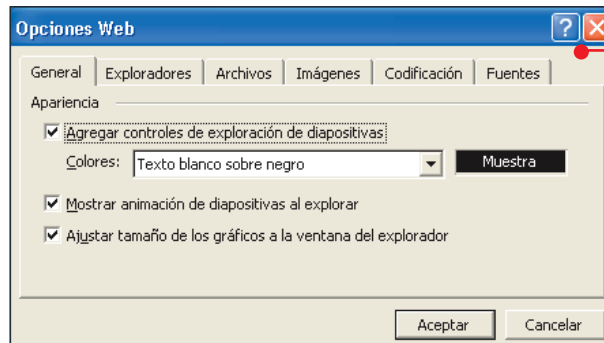 Opciones Web
General Exploradores Archivos Imágenes Codificación Fuentes
Apariencia
Agregar controles de exploración de diapositivas
Colores: Texto blanco sobre negro Muestra
Mostrar animación de diapositivas al explorar
Ajustar tamaño de los gráficos a la ventana del explorador
Aceptar Cancelar